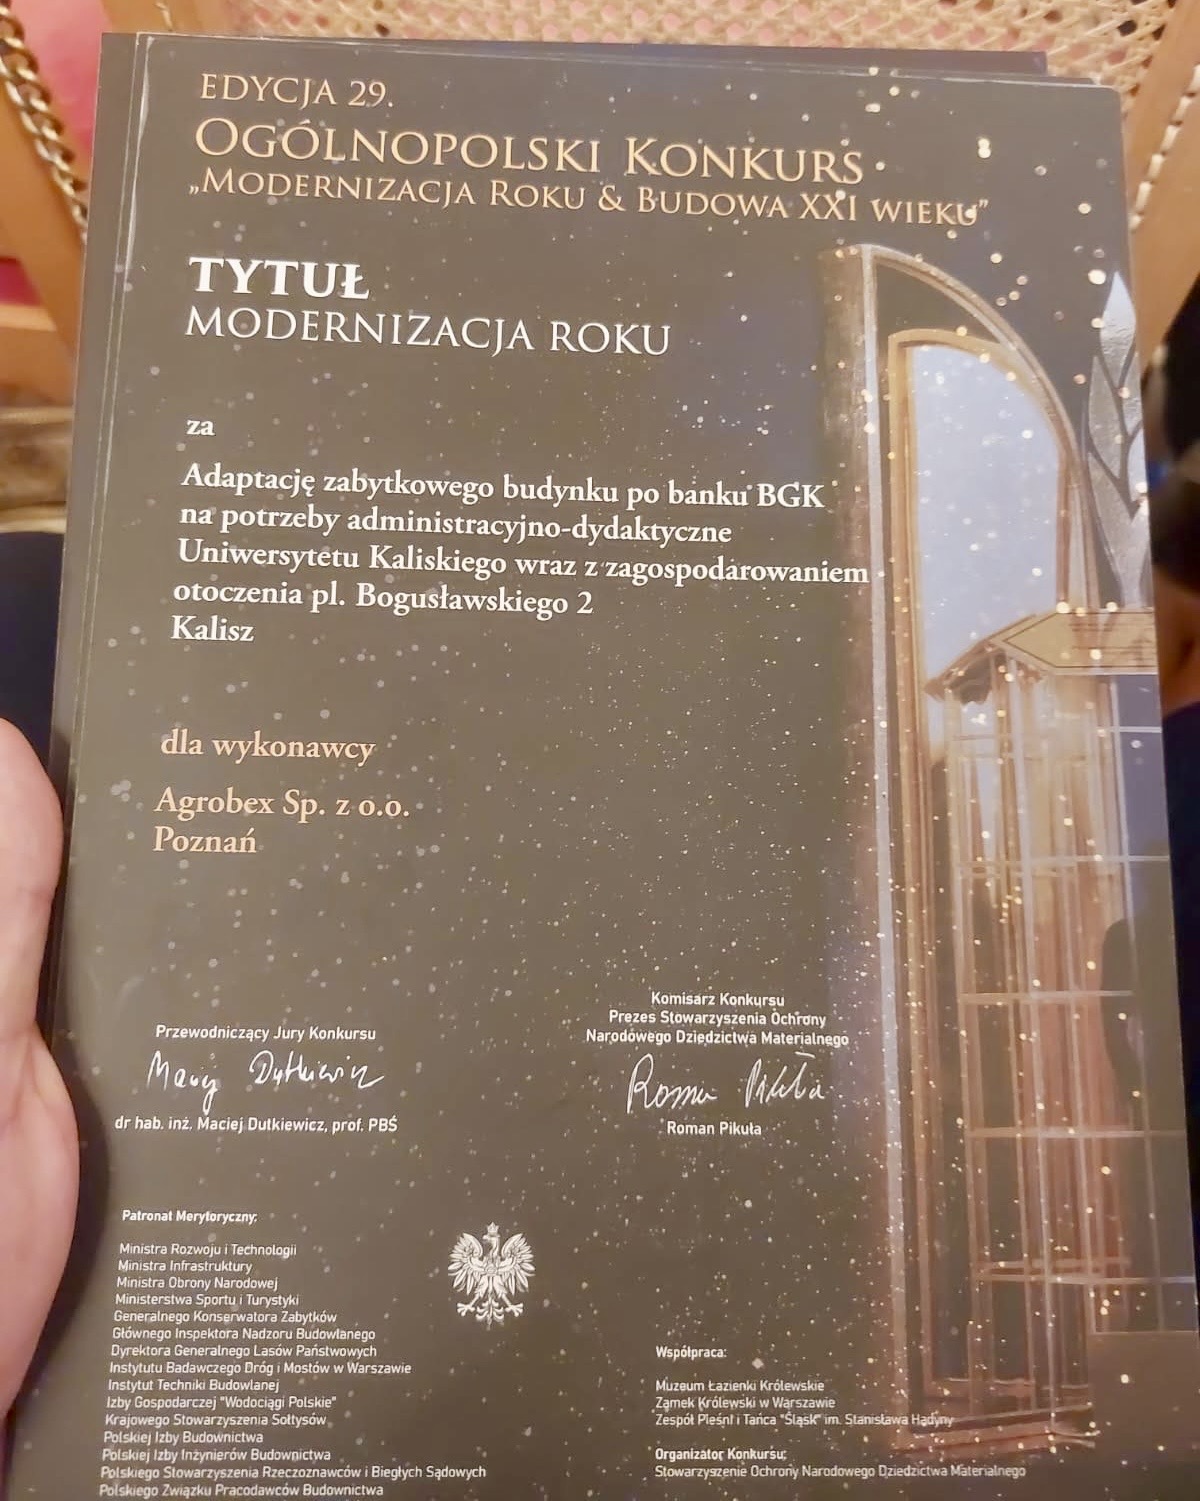 EDYCJA 29.
OGÓLNOPOLSKI KONKURS
„MODERNIZACJA ROKU & BUDOWA XXI WIEKU”
TYTUŁ
MODERNIZACJA ROKU
za
Adaptację zabytkowego budynku po banku BGK
na potrzeby administracyjno-dydaktyczne
Uniwersytetu Kaliskiego wraz z zagospodarowaniem
otoczenia pl. Bogusławskiego 2
Kalisz
dla wykonawcy
Agrobex Sp. z o.o.
Poznań
Przewodniczący Jury Konkursu
Maciej Dutkiewicz
dr hab. inż. Maciej Dutkiewicz, prof. PBŚ
Komisarz Konkursu
Prezes Stowarzyszenia Ochrony
Narodowego Dziedzictwa Materialnego
Roman Pikuła
Roman Pikuła
Patronat Merytoryczny:
Ministra Rozwoju i Technologii
Ministra Infrastruktury
Ministra Obrony Narodowej
Ministerstwa Sportu i Turystyki
Generalnego Konserwatora Zabytków
Głównego Inspektora Nadzoru Budowlanego
Dyrektora Generalnego Lasów Państwowych
Instytutu Badawczego Dróg i Mostów w Warszawie
Instytut Techniki Budowlanej
Izby Gospodarczej "Wodociągi Polskie"
Krajowego Stowarzyszenia Sołtysów
Polskiej Izby Budownictwa
Polskiej Izby Inżynierów Budownictwa
Polskiego Stowarzyszenia Rzeczoznawców i Biegłych Sądowych
Polskiego Związku Pracodawców Budownictwa
Współpraca:
Muzeum Łazienki Królewskie
Zamek Królewski w Warszawie
Zespół Pieśni i Tańca "Śląsk" im. Stanisława Hadyny
Organizator Konkursu:
Stowarzyszenie Ochrony Narodowego Dziedzictwa Materialnego